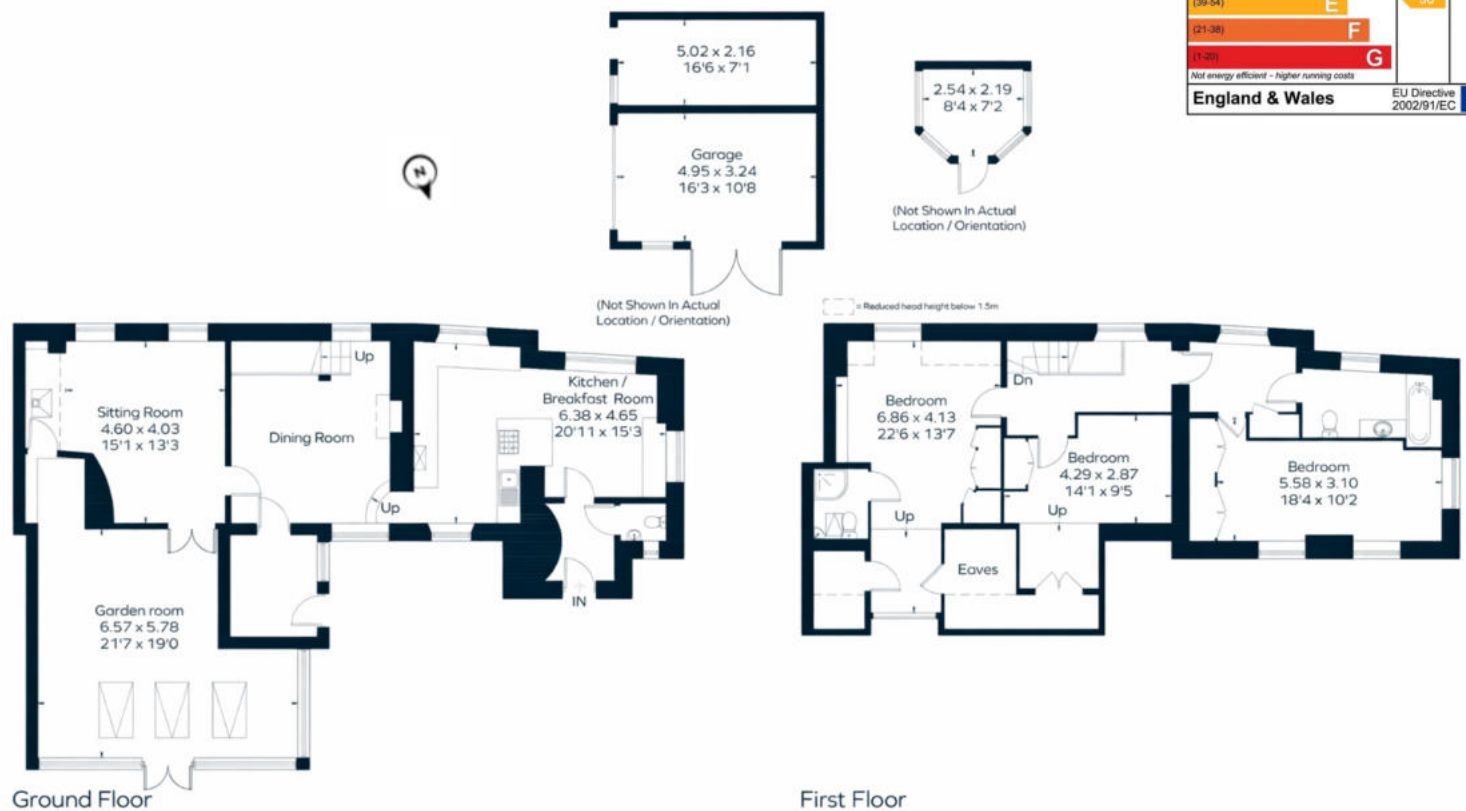 (39-54)
E
(21-38)
F
(1-20)
G
Not energy efficient - higher running costs
England & Wales
EU Directive
2002/91/EC
5.02 x 2.16
16'6 x 7'1
Garage
4.95 x 3.24
16'3 x 10'8
(Not Shown In Actual
Location / Orientation)
2.54 x 2.19
8'4 x 7'2
(Not Shown In Actual
Location / Orientation)
N
= Reduced head height below 1.5m
Up
Sitting Room
4.60 x 4.03
15'1 x 13'3
Dining Room
Kitchen /
Breakfast Room
6.38 x 4.65
20'11 x 15'3
Up
IN
Garden room
6.57 x 5.78
21'7 x 19'0
Ground Floor
Dn
Bedroom
6.86 x 4.13
22'6 x 13'7
Bedroom
4.29 x 2.87
14'1 x 9'5
Bedroom
5.58 x 3.10
18'4 x 10'2
Up
Up
Eaves
First Floor